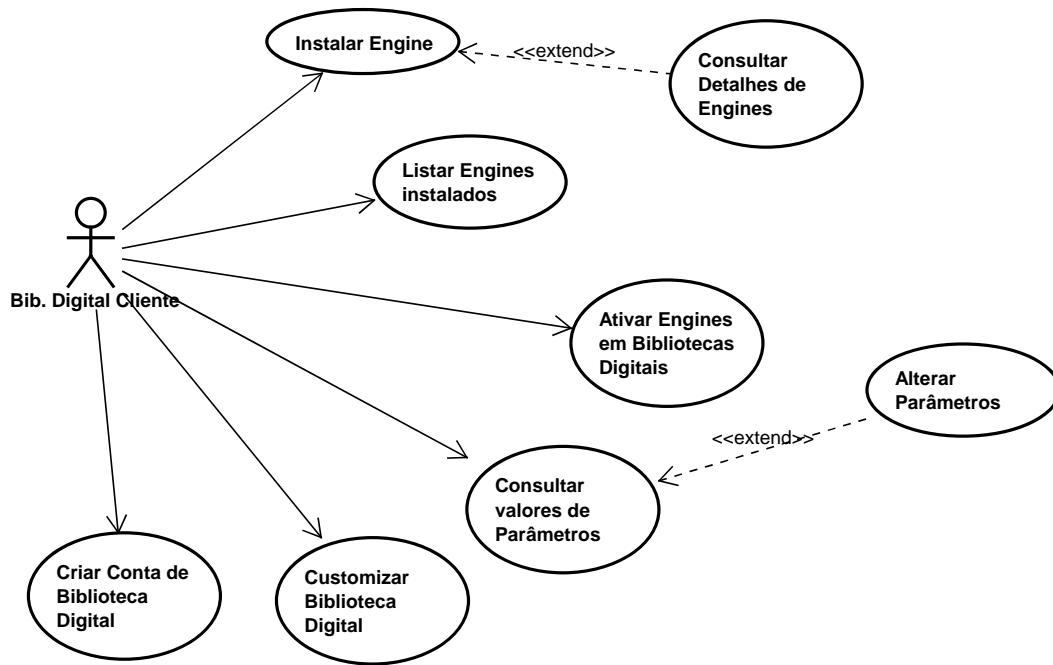 Instalar Engine
<<extend>>
Consultar
Detalhes de
Engines
Listar Engines
instalados
Bib. Digital Cliente
Ativar Engines
em Bibliotecas
Digitais
Alterar
Parâmetros
<<extend>>
Consultar
valores de
Parâmetros
Criar Conta de
Biblioteca
Digital
Customizar
Biblioteca
Digital